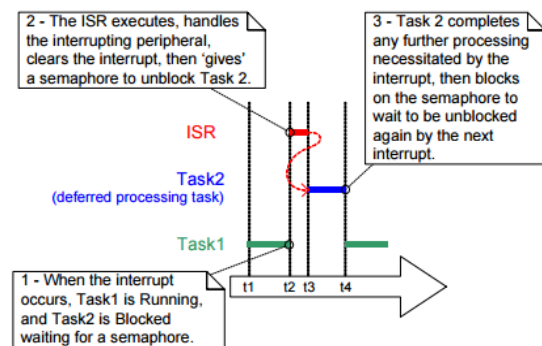 2 - The ISR executes, handles
the interrupting peripheral,
clears the interrupt, then ‘gives’
a semaphore to unblock Task 2.
3 - Task 2 completes
any further processing
necessitated by the
interrupt, then blocks
on the semaphore to
wait to be unblocked
again by the next
interrupt.
ISR
Task2
(deferred processing task)
Task1
t1 t2 t3 t4
1 - When the interrupt
occurs, Task1 is Running,
and Task2 is Blocked
waiting for a semaphore.